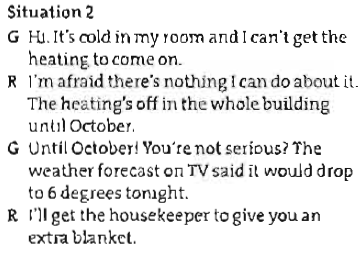 Situation 2
G Hi. It's cold in my room and I can't get the
heating to come on.
R I'm afraid there's nothing I can do about it.
The heating's off in the whole building
until October.
G Until October! You're not serious? The
weather forecast on TV said it would drop
to 6 degrees tonight.
R I'll get the housekeeper to give you an
extra blanket.